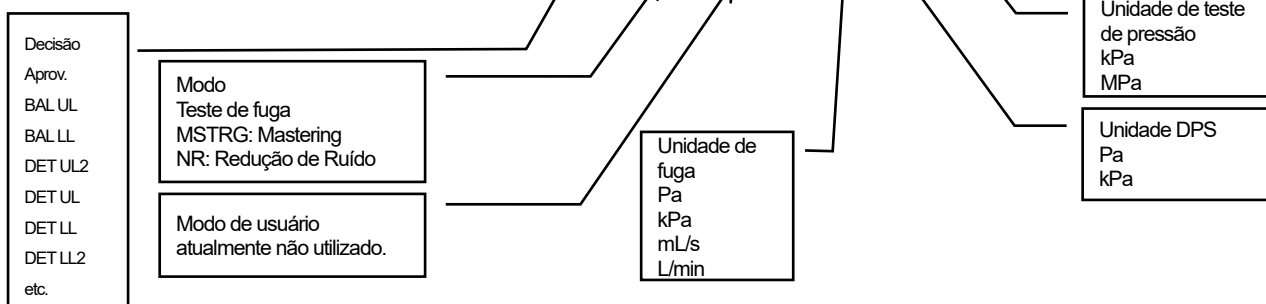 Decisão
Aprov.
BAL UL
BAL LL
DET UL2
DET UL
DET LL
DET LL2
etc.
Modo
Teste de fuga
MSTRG: Mastering
NR: Redução de Ruído
Modo de usuário
atualmente não utilizado.
Unidade de
fuga
Pa
kPa
mL/s
L/min
Unidade de teste
de pressão
kPa
MPa
Unidade DPS
Pa
kPa